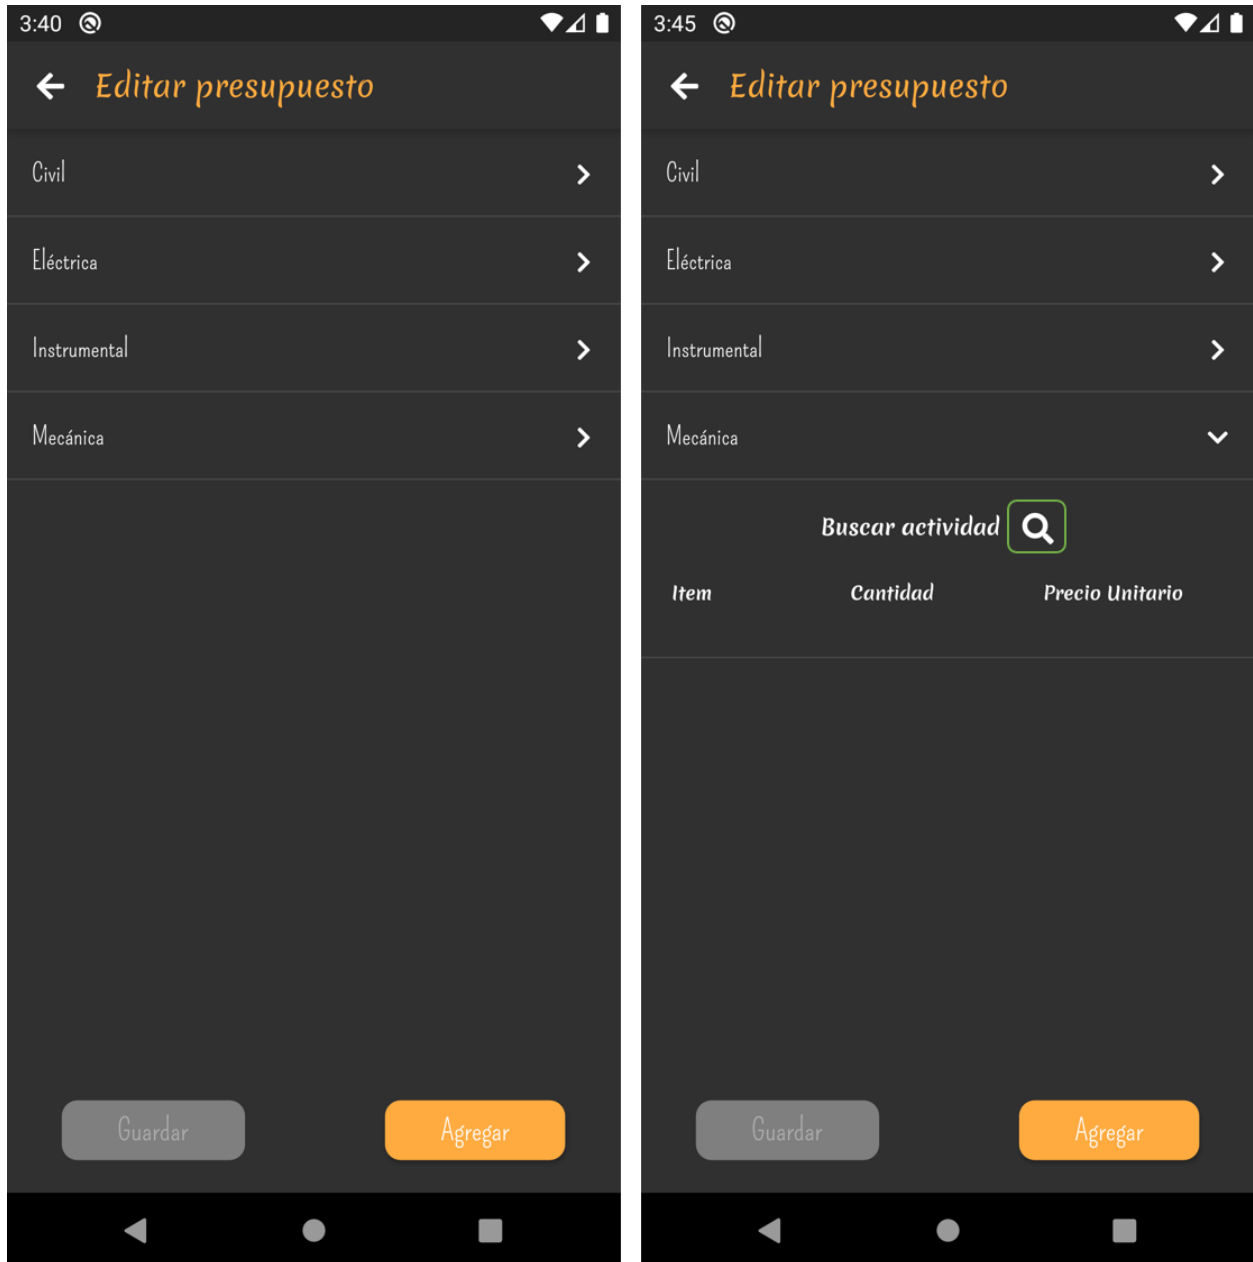 3:40
Editar presupuesto
Civil
Eléctrica
Instrumental
Mecánica
Guardar
Agregar
3:45
Editar presupuesto
Civil
Eléctrica
Instrumental
Mecánica
Buscar actividad
Item Cantidad Precio Unitario
Guardar
Agregar